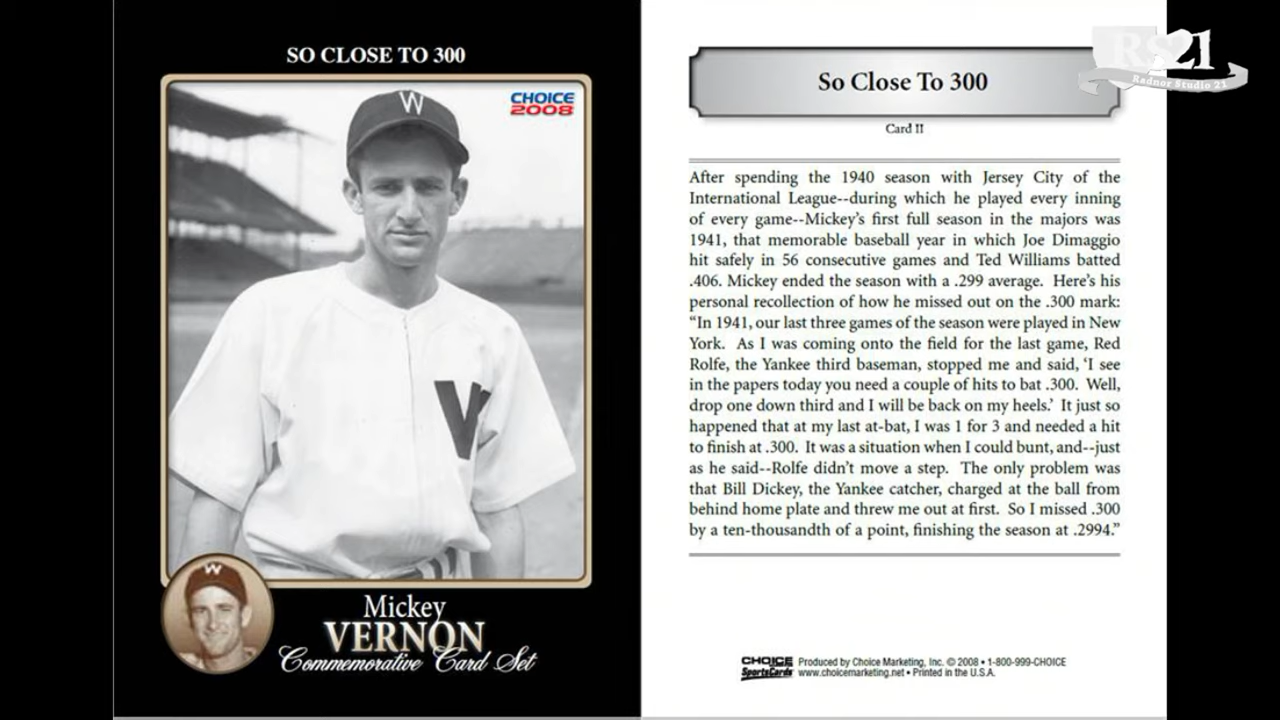 SO CLOSE TO 300
CHOICE
2008
W
V
W
Mickey
VERNON
Commemorative Card Set
RS21
Radnor Studio 21
So Close To 300
Card II
After spending the 1940 season with Jersey City of the
International League--during which he played every inning
of every game--Mickey's first full season in the majors was
1941, that memorable baseball year in which Joe Dimaggio
hit safely in 56 consecutive games and Ted Williams batted
.406. Mickey ended the season with a .299 average. Here's his
personal recollection of how he missed out on the .300 mark:
“In 1941, our last three games of the season were played in New
York. As I was coming onto the field for the last game, Red
Rolfe, the Yankee third baseman, stopped me and said, ‘I see
in the papers today you need a couple of hits to bat .300. Well,
drop one down third and I will be back on my heels.’ It just so
happened that at my last at-bat, I was 1 for 3 and needed a hit
to finish at .300. It was a situation when I could bunt, and--just
as he said--Rolfe didn't move a step. The only problem was
that Bill Dickey, the Yankee catcher, charged at the ball from
behind home plate and threw me out at first. So I missed .300
by a ten-thousandth of a point, finishing the season at .2994.”
CHOICE
SportsCards
Produced by Choice Marketing, Inc. © 2008 • 1-800-999-CHOICE
www.choicemarketing.net • Printed in the U.S.A.